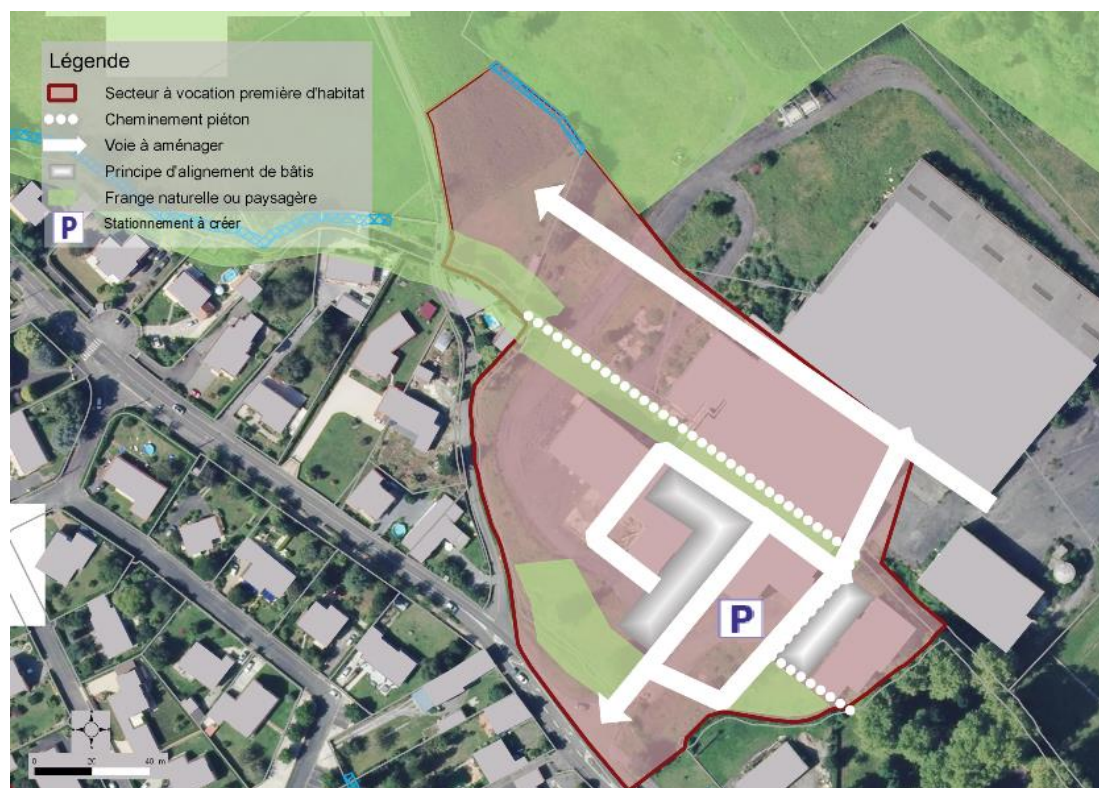 Légende
Secteur à vocation première d'habitat
Cheminement piéton
Voie à aménager
Principe d'alignement de bâtis
Frange naturelle ou paysagère
P Stationnement à créer
P
0 20 40 m